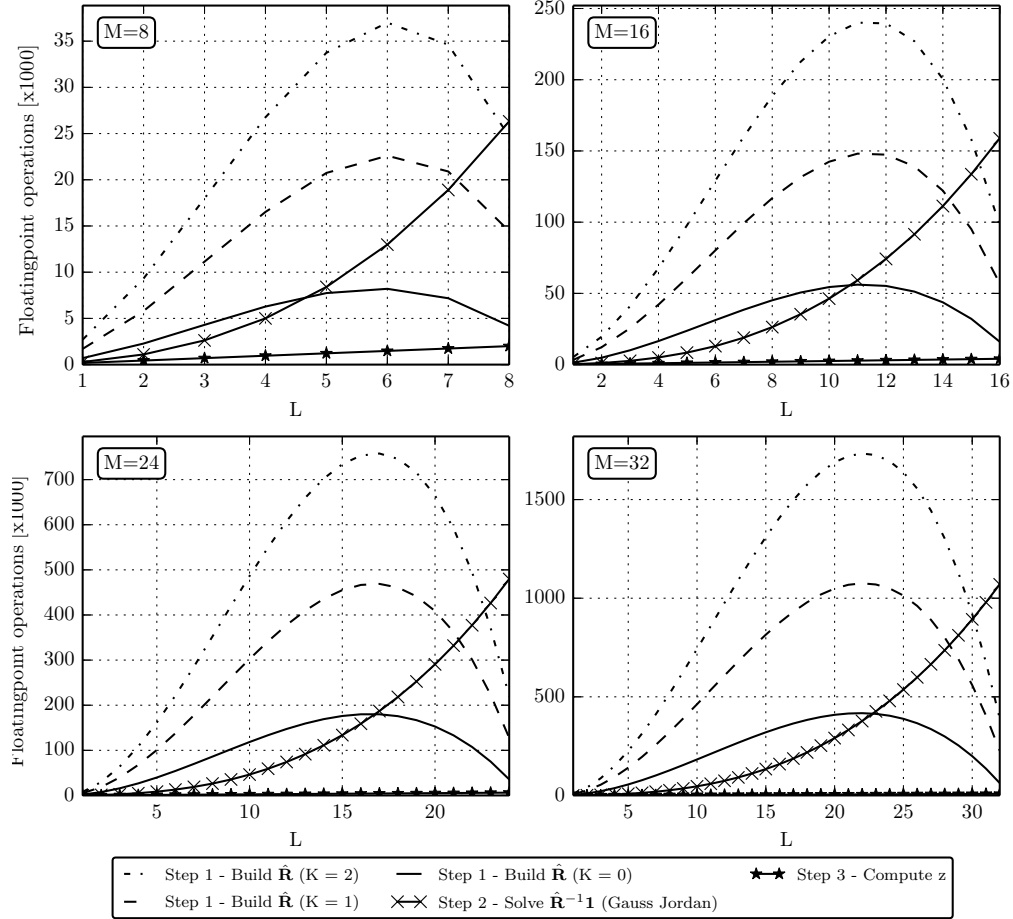 M=8
Floatingpoint operations [x1000]
35
30
25
20
15
10
5
0
1 2 3 4 5 6 7 8
L
M=16
250
200
150
100
50
0
2 4 6 8 10 12 14 16
L
M=24
Floatingpoint operations [x1000]
700
600
500
400
300
200
100
0
5 10 15 20
L
M=32
1500
1000
500
0
5 10 15 20 25 30
L
Step 1 - Build R̂ (K = 2)
Step 1 - Build R̂ (K = 0)
Step 3 - Compute z
Step 1 - Build R̂ (K = 1)
Step 2 - Solve R̂⁻¹1 (Gauss Jordan)